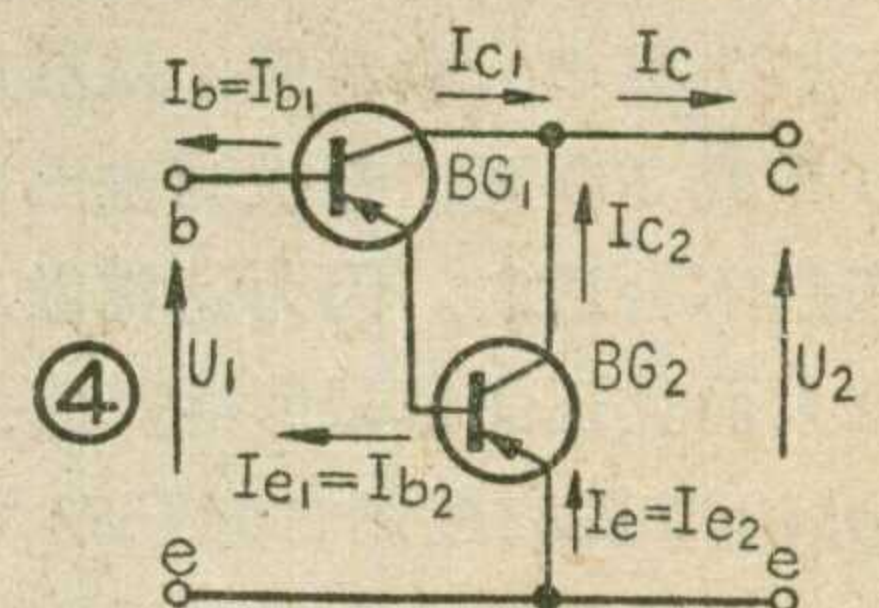 Ib=Ib1
Ic1
Ic
BG1
b
c
Ic2
U1
BG2
U2
④
Ie1=Ib2
Ie=Ie2
e
e